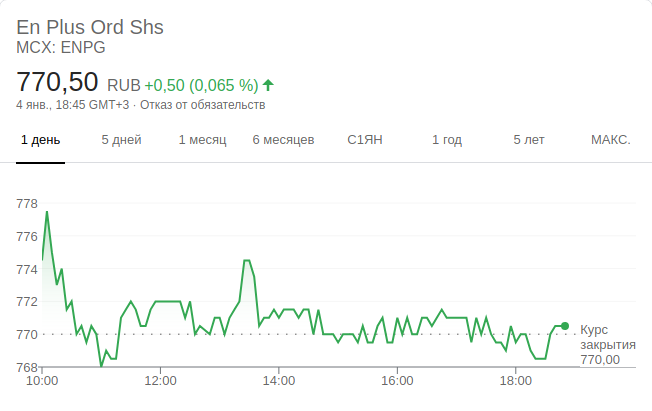 En Plus Ord Shs
MCX: ENPG
770,50 RUB +0,50 (0,065 %)
4 янв., 18:45 GMT+3 · Отказ от обязательств
1 день 5 дней 1 месяц 6 месяцев С1ЯН 1 год 5 лет МАКС.
778
776
774
772
770
768
Курс
закрытия
770,00
10:00 12:00 14:00 16:00 18:00